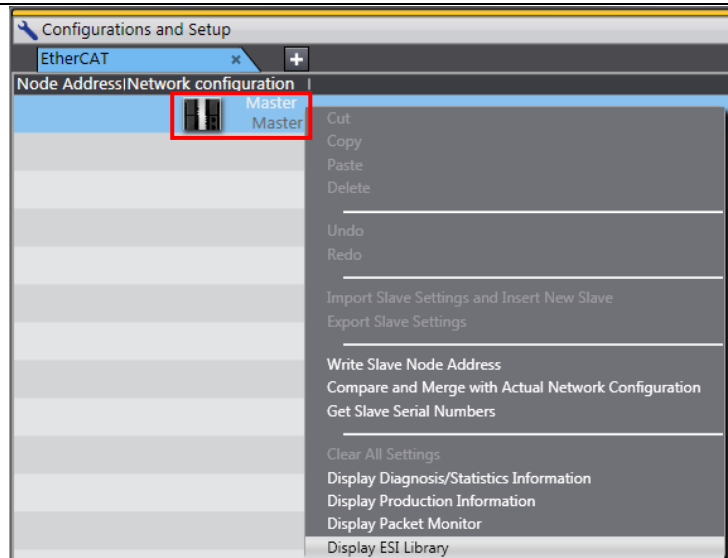 Configurations and Setup
EtherCAT × +
Node Address|Network configuration |
Master
Master
Cut
Copy
Paste
Delete
Undo
Redo
Import Slave Settings and Insert New Slave
Export Slave Settings
Write Slave Node Address
Compare and Merge with Actual Network Configuration
Get Slave Serial Numbers
Clear All Settings
Display Diagnosis/Statistics Information
Display Production Information
Display Packet Monitor
Display ESI Library